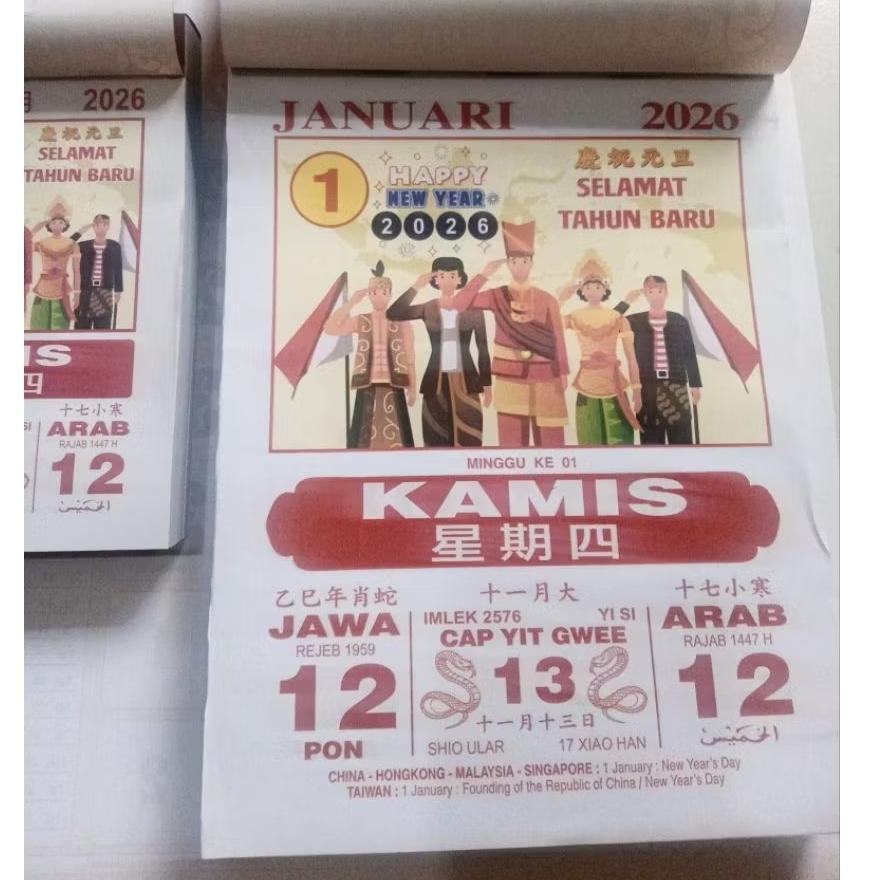 2026
慶祝元旦
SELAMAT
TAHUN BARU
十七小寒
ARAB
RAJAB 1447 H
12
الخميس
JANUARI 2026
1
HAPPY
NEW YEAR
2026
慶祝元旦
SELAMAT
TAHUN BARU
MINGGU KE 01
KAMIS
星期四
乙巳年肖蛇
JAWA
REJEB 1959
12
PON
十一月大
IMLEK 2576 YI SI
CAP YIT GWEE
13
十一月十三日
SHIO ULAR 17 XIAO HAN
十七小寒
ARAB
RAJAB 1447 H
12
الخميس
CHINA - HONGKONG - MALAYSIA - SINGAPORE : 1 January : New Year's Day
TAIWAN : 1 January : Founding of the Republic of China / New Year's Day